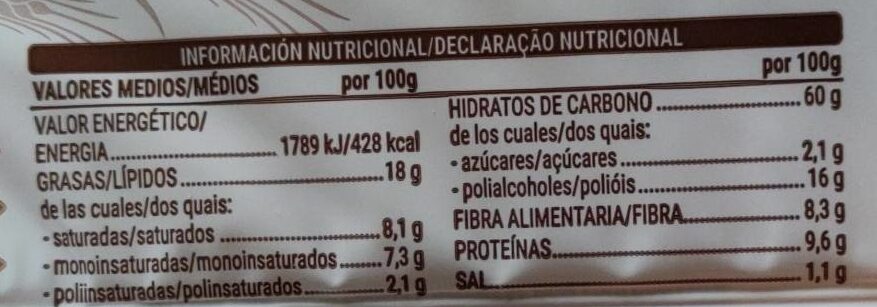 INFORMACIÓN NUTRICIONAL/DECLARAÇÃO NUTRICIONAL
VALORES MEDIOS/MÉDIOS por 100g
VALOR ENERGÉTICO/
ENERGIA.................... 1789 kJ/428 kcal
GRASAS/LÍPIDOS.................... 18 g
de las cuales/dos quais:
- saturadas/saturados .................... 8,1 g
- monoinsaturadas/monoinsaturados........ 7,3 g
- poliinsaturadas/polinsaturados.......... 2,1 g
por 100g
HIDRATOS DE CARBONO .................... 60 g
de los cuales/dos quais:
- azúcares/açúcares .................... 2,1 g
- polialcoholes/polióis.................... 16 g
FIBRA ALIMENTARIA/FIBRA.................... 8,3 g
PROTEÍNAS.................... 9,6 g
SAL.................... 1,1 g